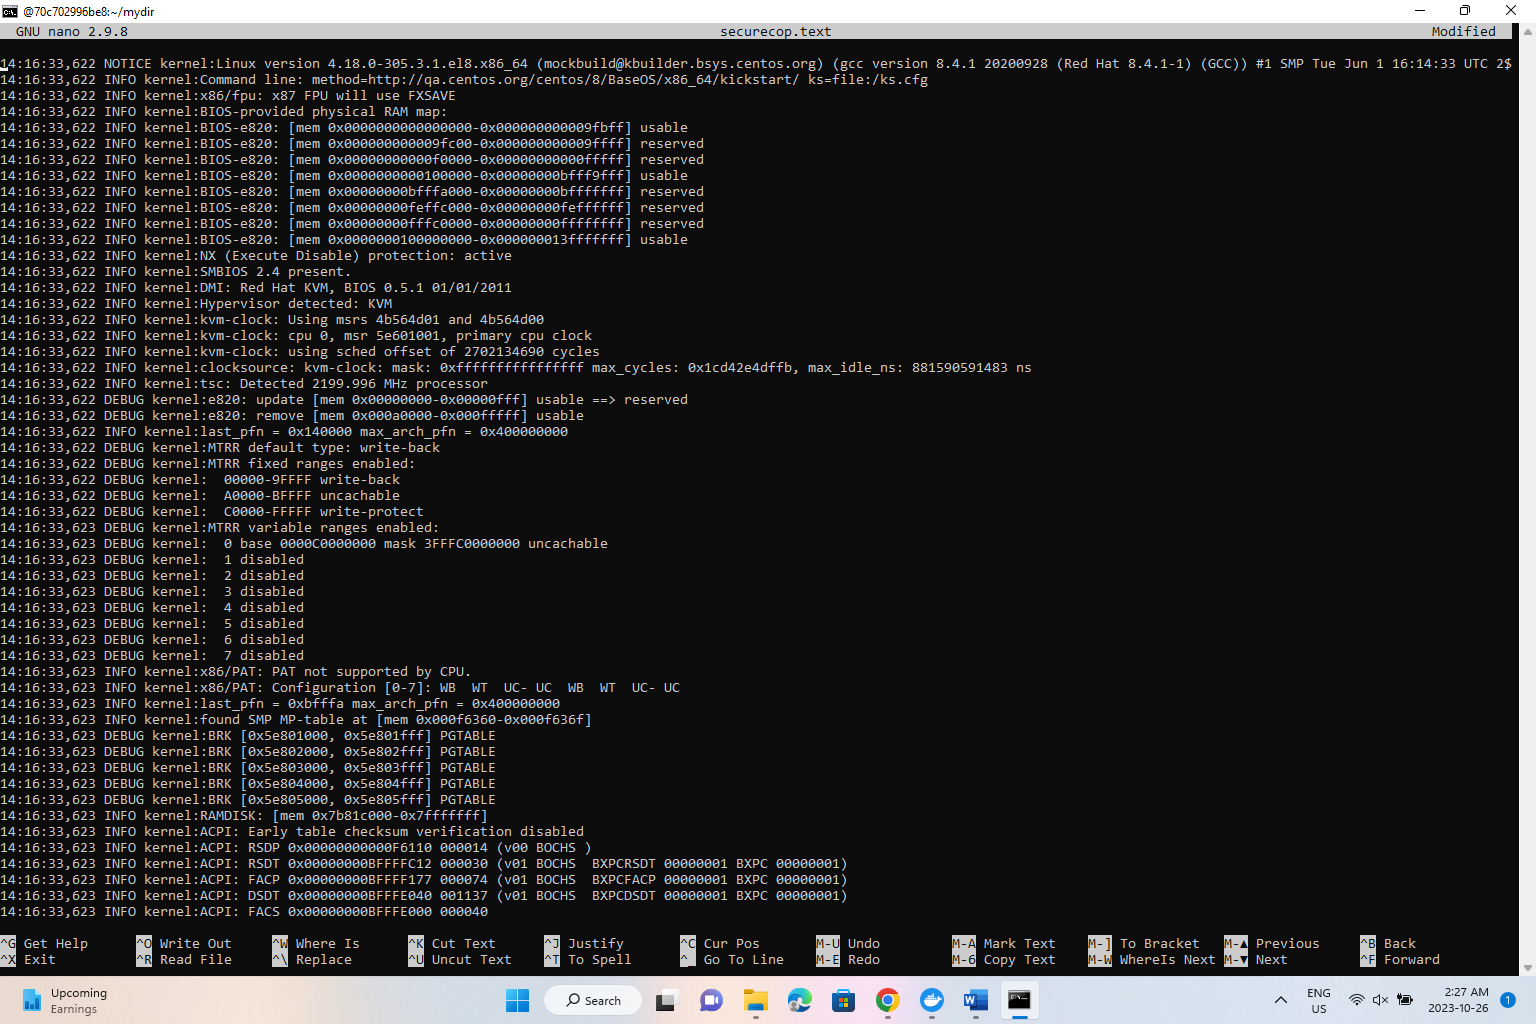 @70c702996be8:~/mydir
GNU nano 2.9.8 securecop.text Modified
14:16:33,622 NOTICE kernel:Linux version 4.18.0-305.3.1.el8.x86_64 (mockbuild@kbuilder.bsys.centos.org) (gcc version 8.4.1 20200928 (Red Hat 8.4.1-1) (GCC)) #1 SMP Tue Jun 1 16:14:33 UTC 2$
14:16:33,622 INFO kernel:Command line: method=http://qa.centos.org/centos/8/BaseOS/x86_64/kickstart/ ks=file:/ks.cfg
14:16:33,622 INFO kernel:x86/fpu: x87 FPU will use FXSAVE
14:16:33,622 INFO kernel:BIOS-provided physical RAM map:
14:16:33,622 INFO kernel:BIOS-e820: [mem 0x0000000000000000-0x000000000009fbff] usable
14:16:33,622 INFO kernel:BIOS-e820: [mem 0x000000000009fc00-0x000000000009ffff] reserved
14:16:33,622 INFO kernel:BIOS-e820: [mem 0x00000000000f0000-0x00000000000fffff] reserved
14:16:33,622 INFO kernel:BIOS-e820: [mem 0x0000000000100000-0x00000000bfff9fff] usable
14:16:33,622 INFO kernel:BIOS-e820: [mem 0x00000000bfffa000-0x00000000bfffffff] reserved
14:16:33,622 INFO kernel:BIOS-e820: [mem 0x00000000feffc000-0x00000000feffffff] reserved
14:16:33,622 INFO kernel:BIOS-e820: [mem 0x00000000fffc0000-0x00000000ffffffff] reserved
14:16:33,622 INFO kernel:BIOS-e820: [mem 0x0000000100000000-0x000000013fffffff] usable
14:16:33,622 INFO kernel:NX (Execute Disable) protection: active
14:16:33,622 INFO kernel:SMBIOS 2.4 present.
14:16:33,622 INFO kernel:DMI: Red Hat KVM, BIOS 0.5.1 01/01/2011
14:16:33,622 INFO kernel:Hypervisor detected: KVM
14:16:33,622 INFO kernel:kvm-clock: Using msrs 4b564d01 and 4b564d00
14:16:33,622 INFO kernel:kvm-clock: cpu 0, msr 5e601001, primary cpu clock
14:16:33,622 INFO kernel:kvm-clock: using sched offset of 2702134690 cycles
14:16:33,622 INFO kernel:clocksource: kvm-clock: mask: 0xffffffffffffffff max_cycles: 0x1cd42e4dffb, max_idle_ns: 881590591483 ns
14:16:33,622 INFO kernel:tsc: Detected 2199.996 MHz processor
14:16:33,622 DEBUG kernel:e820: update [mem 0x00000000-0x00000fff] usable ==> reserved
14:16:33,622 DEBUG kernel:e820: remove [mem 0x000a0000-0x000fffff] usable
14:16:33,622 INFO kernel:last_pfn = 0x140000 max_arch_pfn = 0x400000000
14:16:33,622 DEBUG kernel:MTRR default type: write-back
14:16:33,622 DEBUG kernel:MTRR fixed ranges enabled:
14:16:33,622 DEBUG kernel:  00000-9FFFF write-back
14:16:33,622 DEBUG kernel:  A0000-BFFFF uncachable
14:16:33,622 DEBUG kernel:  C0000-FFFFF write-protect
14:16:33,623 DEBUG kernel:MTRR variable ranges enabled:
14:16:33,623 DEBUG kernel:  0 base 0000C0000000 mask 3FFFC0000000 uncachable
14:16:33,623 DEBUG kernel:  1 disabled
14:16:33,623 DEBUG kernel:  2 disabled
14:16:33,623 DEBUG kernel:  3 disabled
14:16:33,623 DEBUG kernel:  4 disabled
14:16:33,623 DEBUG kernel:  5 disabled
14:16:33,623 DEBUG kernel:  6 disabled
14:16:33,623 DEBUG kernel:  7 disabled
14:16:33,623 INFO kernel:x86/PAT: PAT not supported by CPU.
14:16:33,623 INFO kernel:x86/PAT: Configuration [0-7]: WB  WT  UC- UC  WB  WT  UC- UC
14:16:33,623 INFO kernel:last_pfn = 0xbfffa max_arch_pfn = 0x400000000
14:16:33,623 INFO kernel:found SMP MP-table at [mem 0x000f6360-0x000f636f]
14:16:33,623 DEBUG kernel:BRK [0x5e801000, 0x5e801fff] PGTABLE
14:16:33,623 DEBUG kernel:BRK [0x5e802000, 0x5e802fff] PGTABLE
14:16:33,623 DEBUG kernel:BRK [0x5e803000, 0x5e803fff] PGTABLE
14:16:33,623 DEBUG kernel:BRK [0x5e804000, 0x5e804fff] PGTABLE
14:16:33,623 DEBUG kernel:BRK [0x5e805000, 0x5e805fff] PGTABLE
14:16:33,623 INFO kernel:RAMDISK: [mem 0x7b81c000-0x7fffffff]
14:16:33,623 INFO kernel:ACPI: Early table checksum verification disabled
14:16:33,623 INFO kernel:ACPI: RSDP 0x00000000000F6110 000014 (v00 BOCHS )
14:16:33,623 INFO kernel:ACPI: RSDT 0x00000000BFFFFC12 000030 (v01 BOCHS  BXPCRSDT 00000001 BXPC 00000001)
14:16:33,623 INFO kernel:ACPI: FACP 0x00000000BFFFF177 000074 (v01 BOCHS  BXPCFACP 00000001 BXPC 00000001)
14:16:33,623 INFO kernel:ACPI: DSDT 0x00000000BFFFE040 001137 (v01 BOCHS  BXPCDSDT 00000001 BXPC 00000001)
14:16:33,623 INFO kernel:ACPI: FACS 0x00000000BFFFE000 000040
^G Get Help ^O Write Out ^W Where Is ^K Cut Text ^J Justify ^C Cur Pos M-U Undo M-A Mark Text M-] To Bracket M-▲ Previous ^B Back
^X Exit ^R Read File ^\ Replace ^U Uncut Text ^T To Spell ^_ Go To Line M-E Redo M-6 Copy Text M-W WhereIs Next M-▼ Next ^F Forward
Upcoming
Earnings
Search
ENG
US
2:27 AM
2023-10-26
1